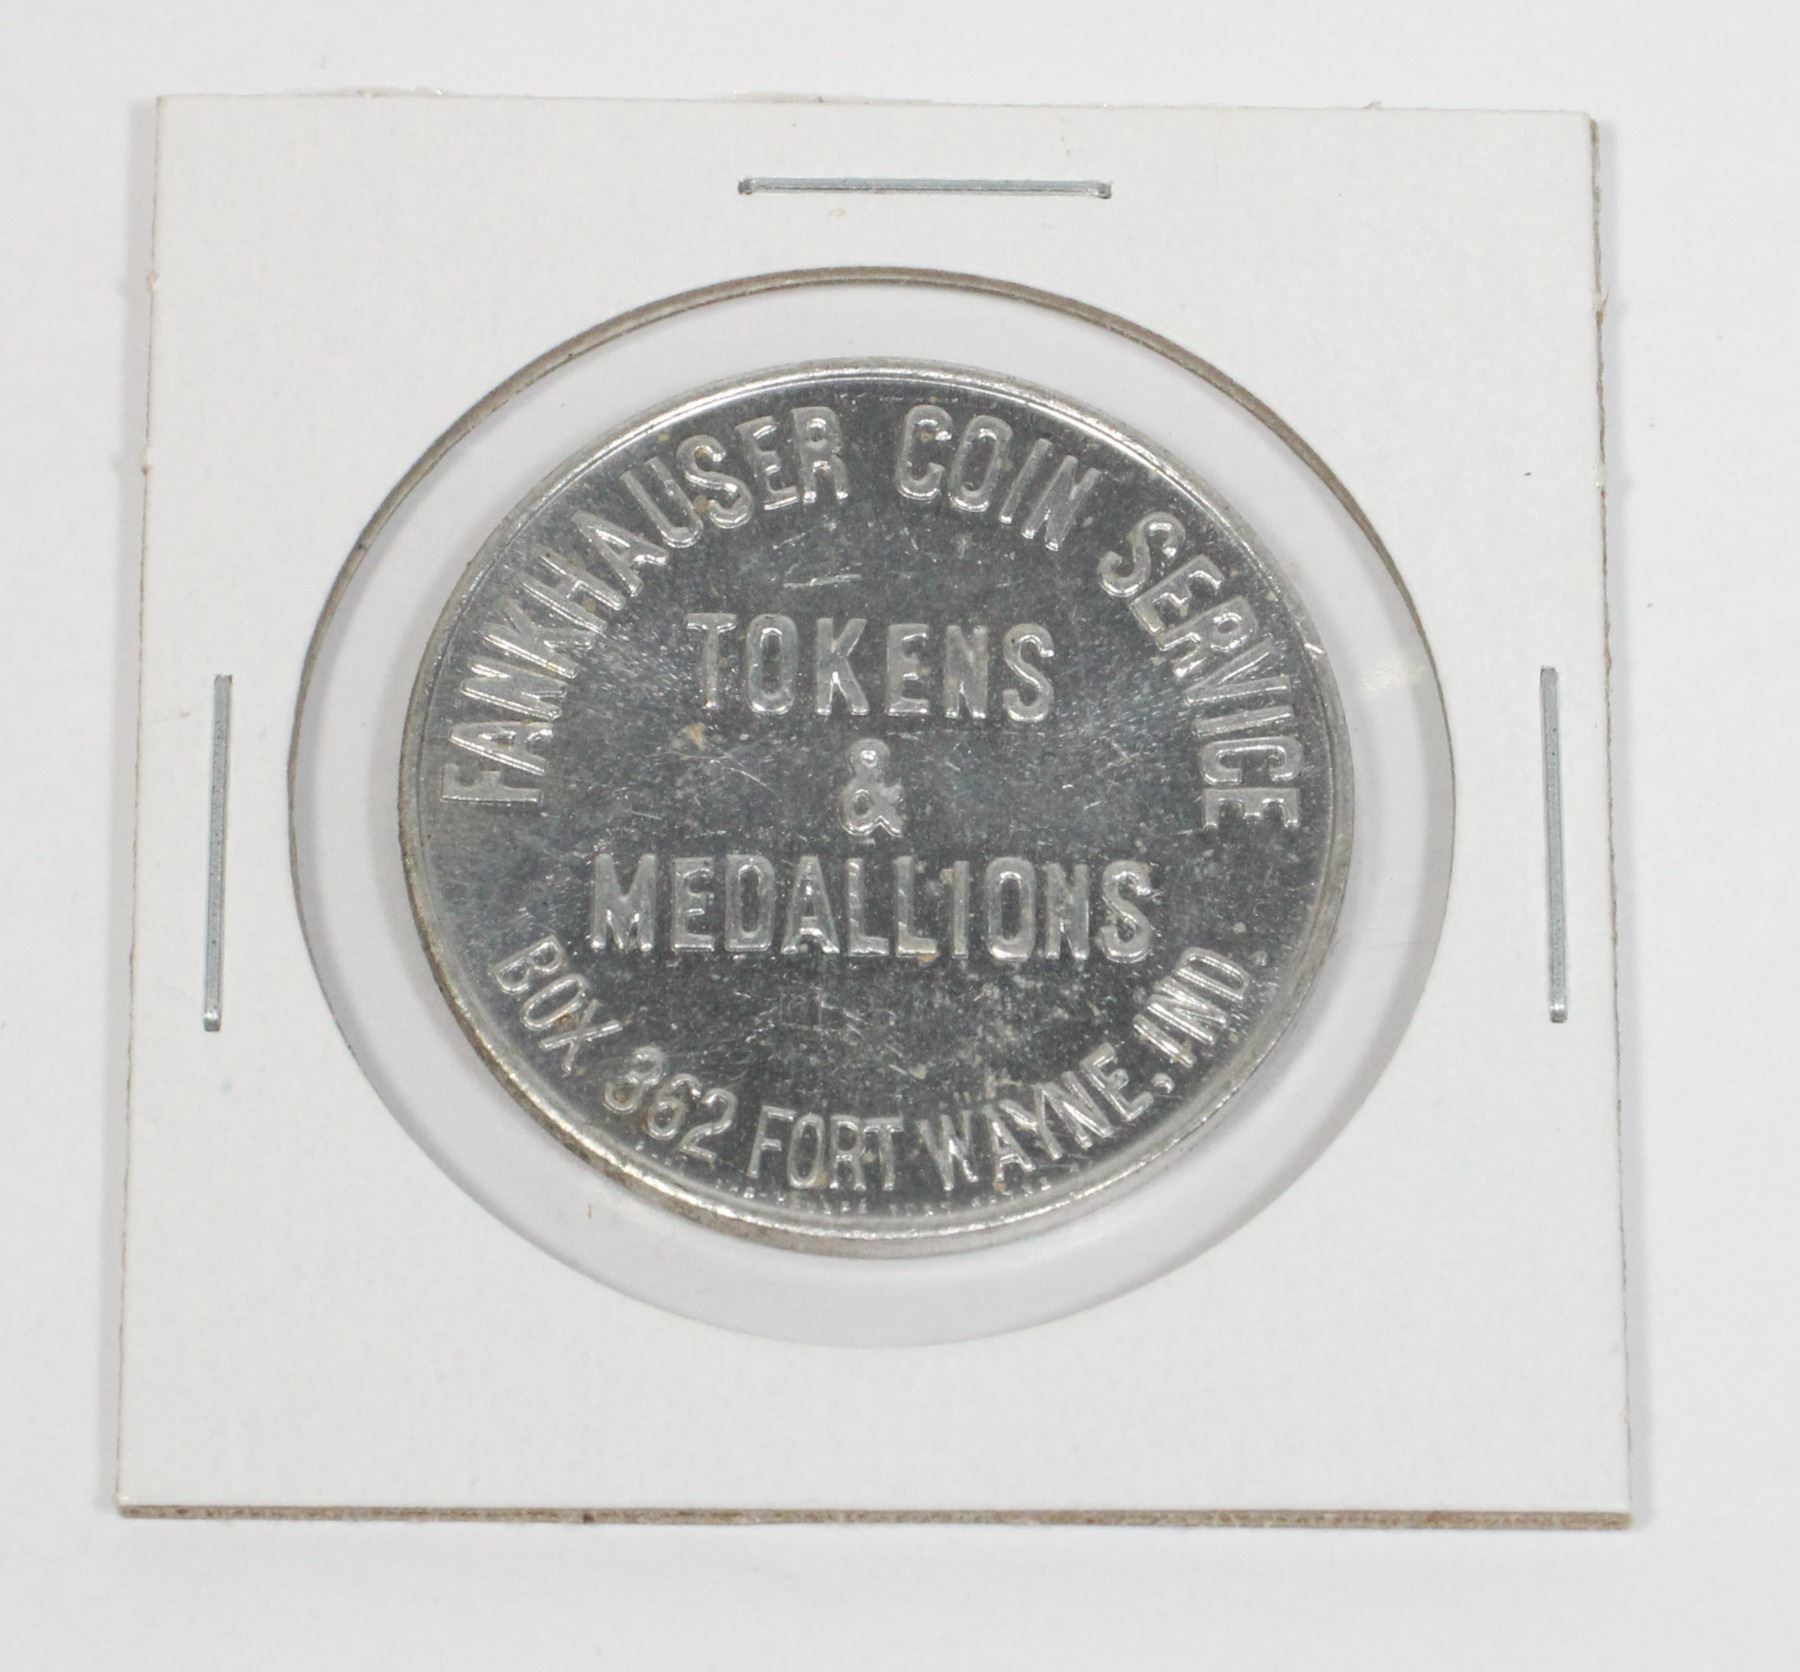 FANKHAUSER COIN SERVICE
TOKENS
&
MEDALLIONS
BOX 362 FORT WAYNE, IND.